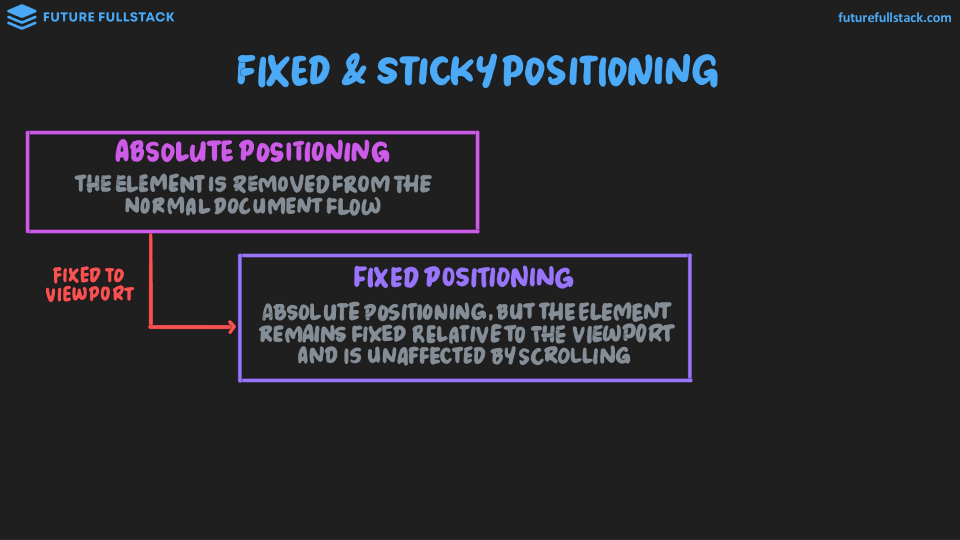 FUTURE FULLSTACK
futurefullstack.com
FIXED & STICKY POSITIONING
ABSOLUTE POSITIONING
THE ELEMENT IS REMOVED FROM THE
NORMAL DOCUMENT FLOW
FIXED TO
VIEWPORT
FIXED POSITIONING
ABSOLUTE POSITIONING, BUT THE ELEMENT
REMAINS FIXED RELATIVE TO THE VIEWPORT
AND IS UNAFFECTED BY SCROLLING